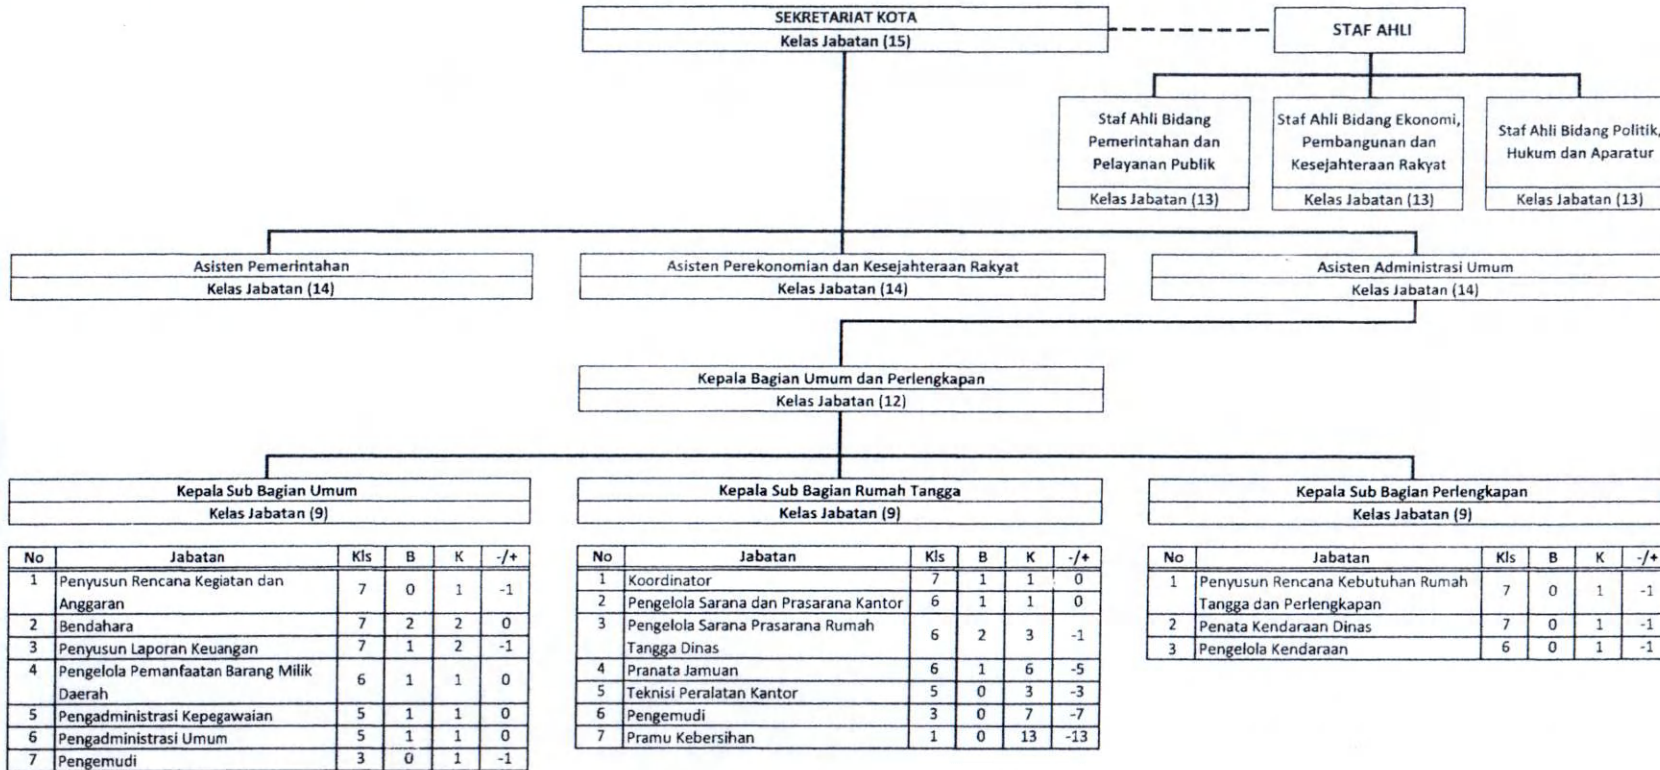 SEKRETARIAT KOTA
Kelas Jabatan (15)
STAF AHLI
Staf Ahli Bidang
Pemerintahan dan
Pelayanan Publik
Kelas Jabatan (13)
Staf Ahli Bidang Ekonomi,
Pembangunan dan
Kesejahteraan Rakyat
Kelas Jabatan (13)
Staf Ahli Bidang Politik,
Hukum dan Aparatur
Kelas Jabatan (13)
Asisten Pemerintahan
Kelas Jabatan (14)
Asisten Perekonomian dan Kesejahteraan Rakyat
Kelas Jabatan (14)
Asisten Administrasi Umum
Kelas Jabatan (14)
Kepala Bagian Umum dan Perlengkapan
Kelas Jabatan (12)
Kepala Sub Bagian Umum
Kelas Jabatan (9)
No Jabatan Kls B K -/+
1 Penyusun Rencana Kegiatan dan
Anggaran 7 0 1 -1
2 Bendahara 7 2 2 0
3 Penyusun Laporan Keuangan 7 1 2 -1
4 Pengelola Pemanfaatan Barang Milik
Daerah 6 1 1 0
5 Pengadministrasi Kepegawaian 5 1 1 0
6 Pengadministrasi Umum 5 1 1 0
7 Pengemudi 3 0 1 -1
Kepala Sub Bagian Rumah Tangga
Kelas Jabatan (9)
No Jabatan Kls B K -/+
1 Koordinator 7 1 1 0
2 Pengelola Sarana dan Prasarana Kantor 6 1 1 0
3 Pengelola Sarana Prasarana Rumah
Tangga Dinas 6 2 3 -1
4 Pranata Jamuan 6 1 6 -5
5 Teknisi Peralatan Kantor 5 0 3 -3
6 Pengemudi 3 0 7 -7
7 Pramu Kebersihan 1 0 13 -13
Kepala Sub Bagian Perlengkapan
Kelas Jabatan (9)
No Jabatan Kls B K -/+
1 Penyusun Rencana Kebutuhan Rumah
Tangga dan Perlengkapan 7 0 1 -1
2 Penata Kendaraan Dinas 7 0 1 -1
3 Pengelola Kendaraan 6 0 1 -1